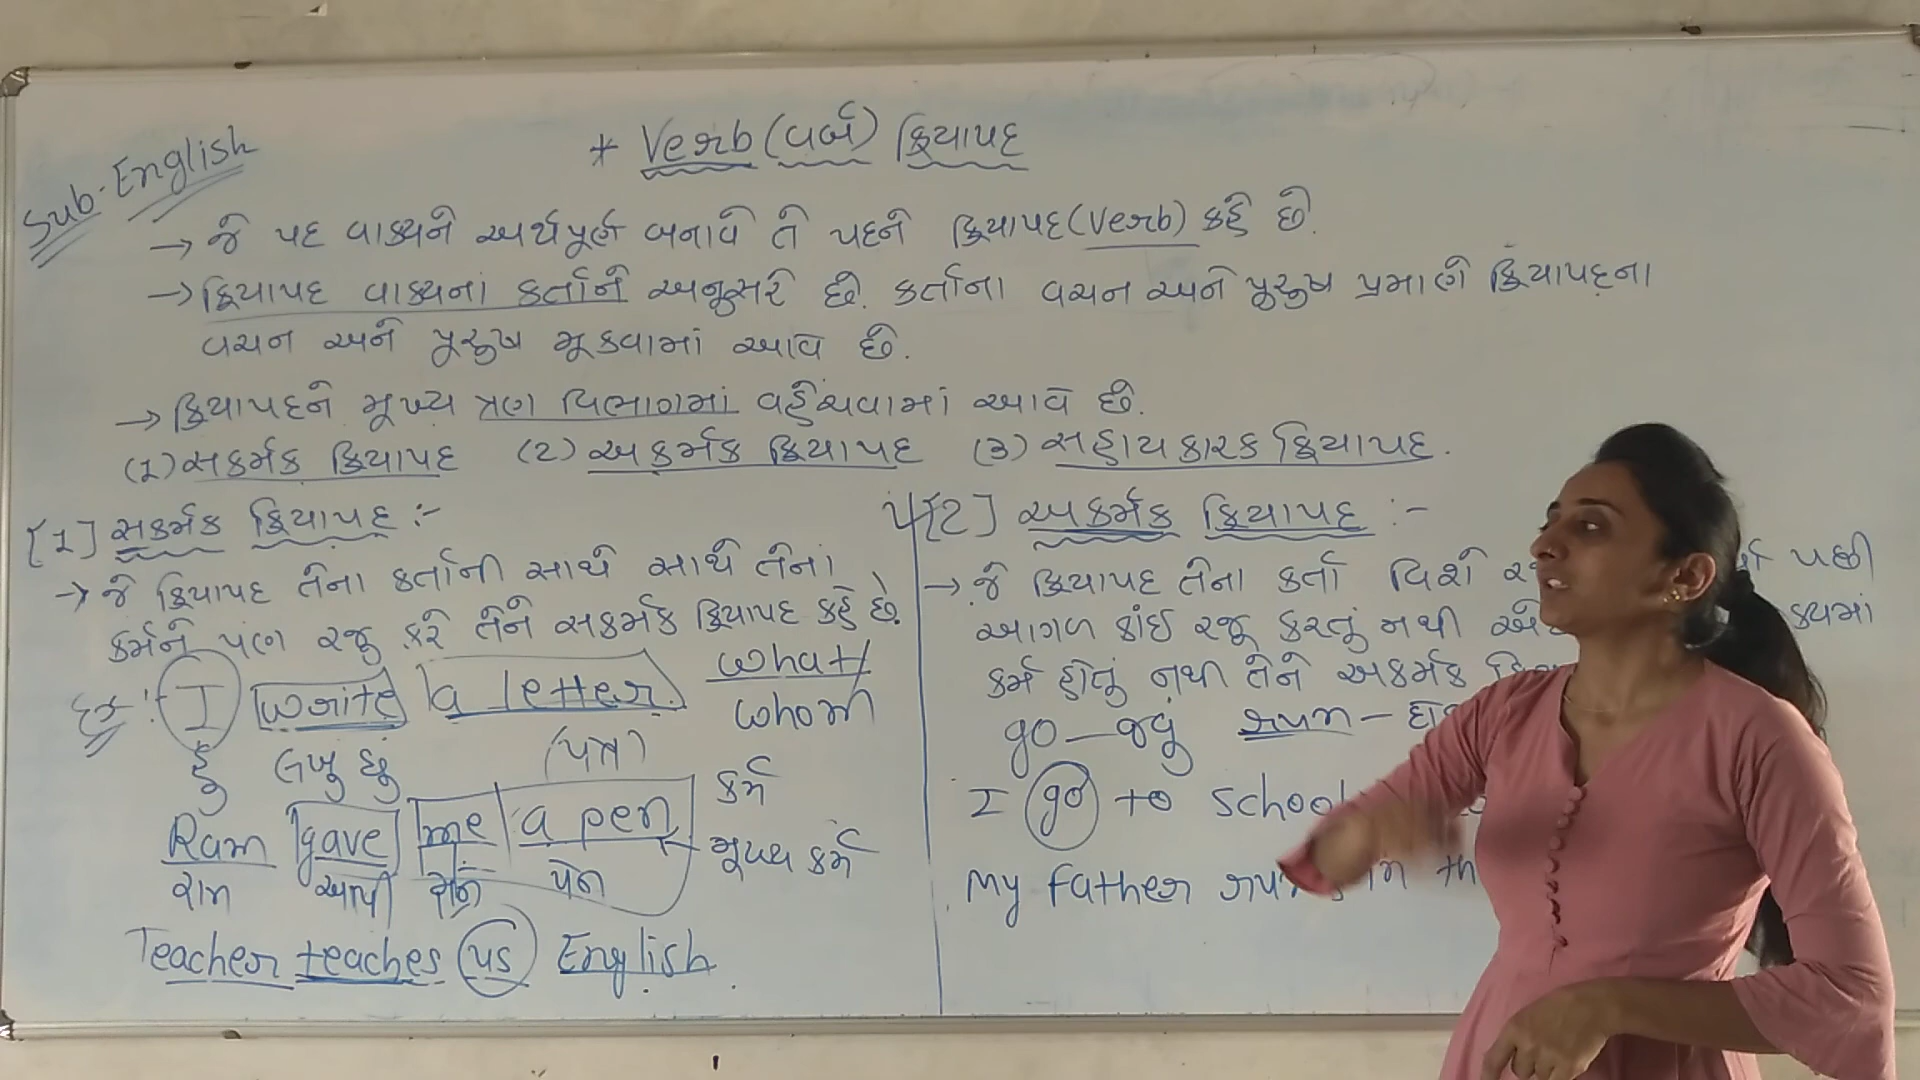 Sub. English
* Verb (વર્બ) ક્રિયાપદ
→ જે પદ વાક્યને અર્થપૂર્ણ બનાવે તે પદને ક્રિયાપદ (Verb) કહે છે.
→ ક્રિયાપદ વાક્યનાં કર્તાને અનુસરે છે. કર્તાના વચન અને પુરુષ પ્રમાણે ક્રિયાપદના
વચન અને પુરુષ મૂકવામાં આવે છે.
→ ક્રિયાપદને મુખ્ય ત્રણ વિભાગમાં વહેંચવામાં આવે છે.
(૧) સકર્મક ક્રિયાપદ (૨) અકર્મક ક્રિયાપદ (૩) સહાયકારક ક્રિયાપદ.
[૧] સકર્મક ક્રિયાપદ :-
→ જે ક્રિયાપદ તેના કર્તાની સાથે સાથે તેનાં
કર્મને પણ રજુ કરે તેને સકર્મક ક્રિયાપદ કહે છે.
દા.ત. : I write a letter. what/
whom
હું લખુ છું (પત્ર)
કર્મ
Ram gave me a pen
મુખ્ય કર્મ
રામ આપી મને પેન
Teacher teaches us English.
[૨] અકર્મક ક્રિયાપદ :-
→ જે ક્રિયાપદ તેના કર્તા વિશે પછી
આગળ કાંઈ રજૂ કરતું નથી
કર્મ હોતું નથી તેને અકર્મક
go – જવું run –
I go to school
My father in